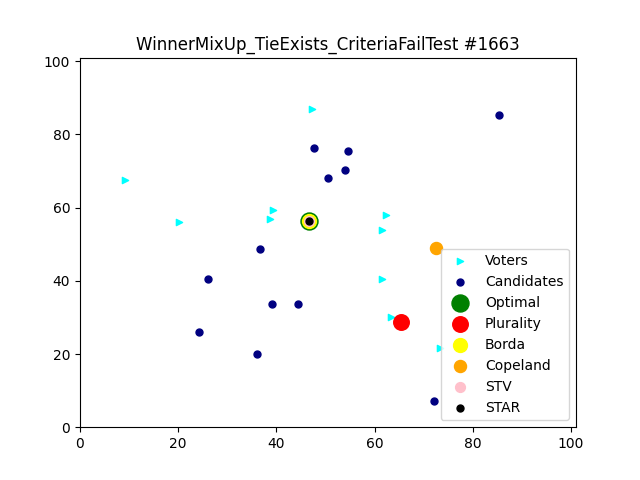 WinnerMixUp_TieExists_CriteriaFailTest #1663
100
80
60
40
20
0
0 20 40 60 80 100
Voters
Candidates
Optimal
Plurality
Borda
Copeland
STV
STAR